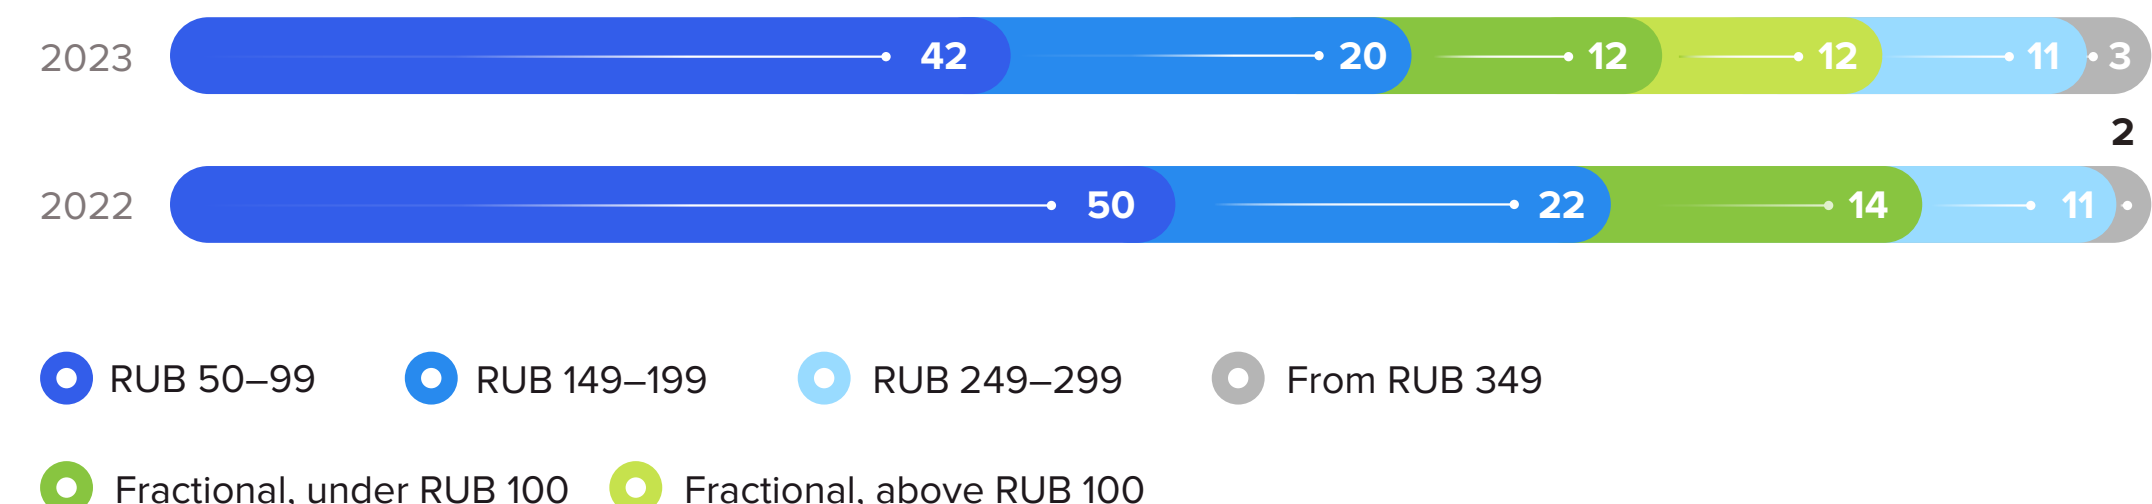 2023 42 20 12 12 11 3
2
2022 50 22 14 11
RUB 50–99 RUB 149–199 RUB 249–299 From RUB 349
Fractional, under RUB 100 Fractional, above RUB 100